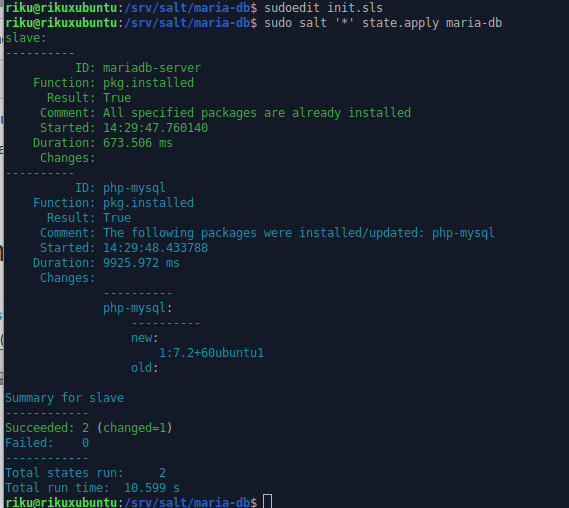 riku@rikuxubuntu:/srv/salt/maria-db$ sudoedit init.sls
riku@rikuxubuntu:/srv/salt/maria-db$ sudo salt '*' state.apply maria-db
slave:
----------
          ID: mariadb-server
    Function: pkg.installed
      Result: True
     Comment: All specified packages are already installed
     Started: 14:29:47.760140
    Duration: 673.506 ms
     Changes:
----------
          ID: php-mysql
    Function: pkg.installed
      Result: True
     Comment: The following packages were installed/updated: php-mysql
     Started: 14:29:48.433788
    Duration: 9925.972 ms
     Changes:
              ----------
              php-mysql:
                  ----------
                  new:
                      1:7.2+60ubuntu1
                  old:

Summary for slave
------------
Succeeded: 2 (changed=1)
Failed:    0
------------
Total states run:     2
Total run time:  10.599 s
riku@rikuxubuntu:/srv/salt/maria-db$